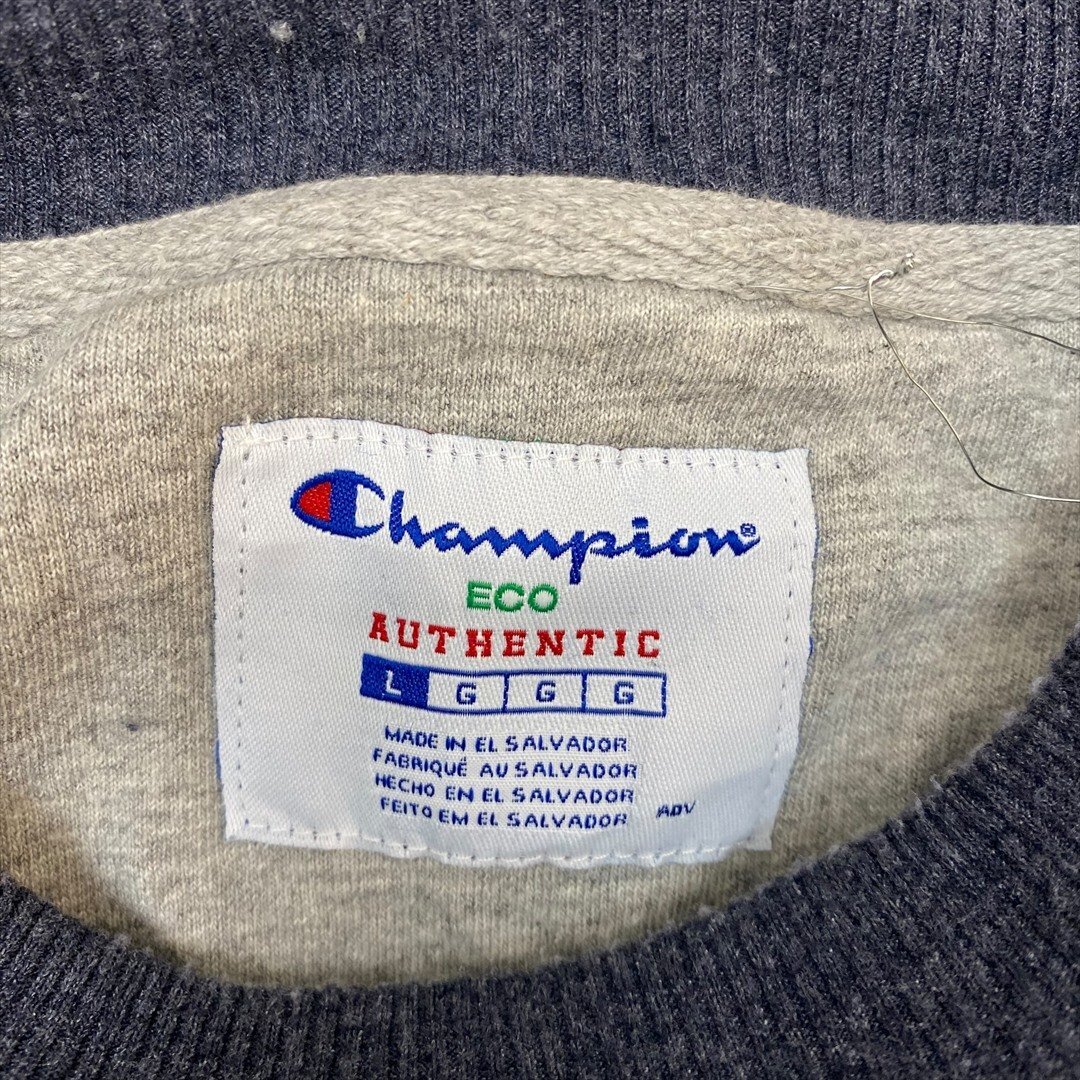 Champion®
ECO
AUTHENTIC
L G G G
MADE IN EL SALVADOR
FABRIQUÉ AU SALVADOR
HECHO EN EL SALVADOR
FEITO EM EL SALVADOR ADV